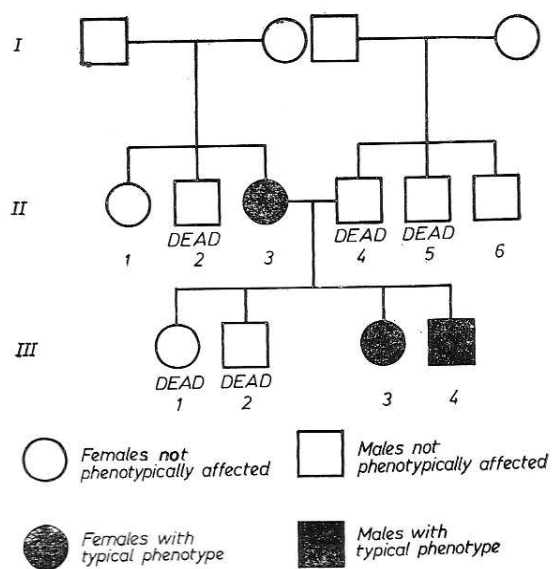 I
II
DEAD DEAD DEAD
1 2 3 4 5 6
III
DEAD DEAD
1 2 3 4
Females not
phenotypically affected
Males not
phenotypically affected
Females with
typical phenotype
Males with
typical phenotype